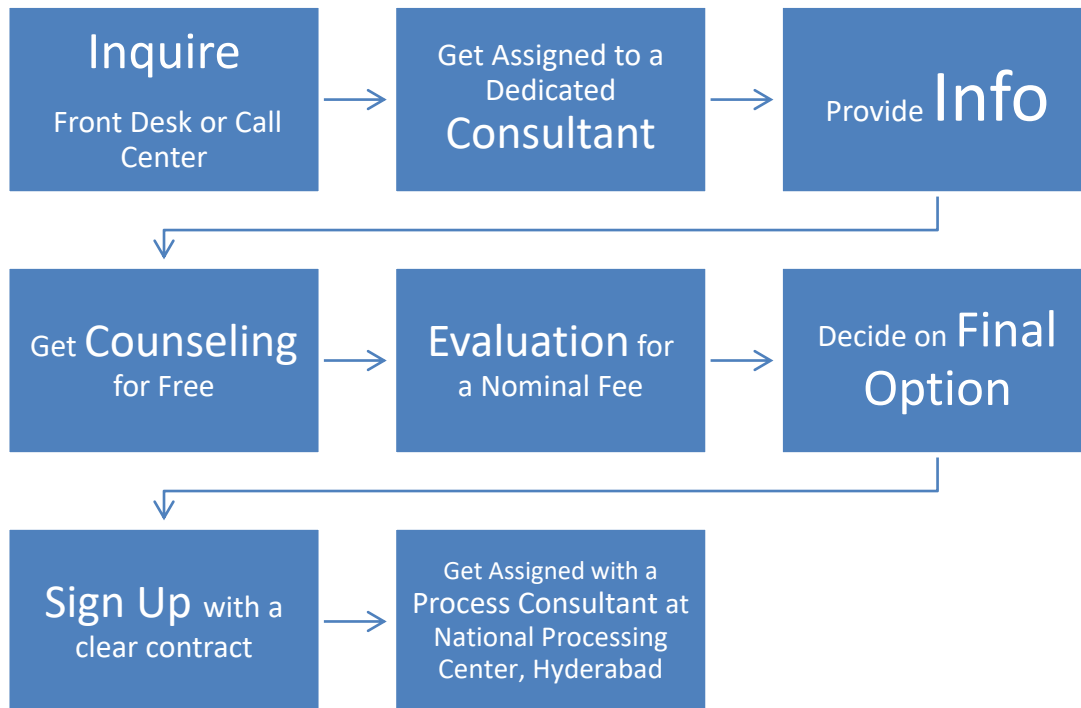 Inquire
Front Desk or Call
Center
Get Assigned to a
Dedicated
Consultant
Provide Info
Get Counseling
for Free
Evaluation for
a Nominal Fee
Decide on Final
Option
Sign Up with a
clear contract
Get Assigned with a
Process Consultant at
National Processing
Center, Hyderabad